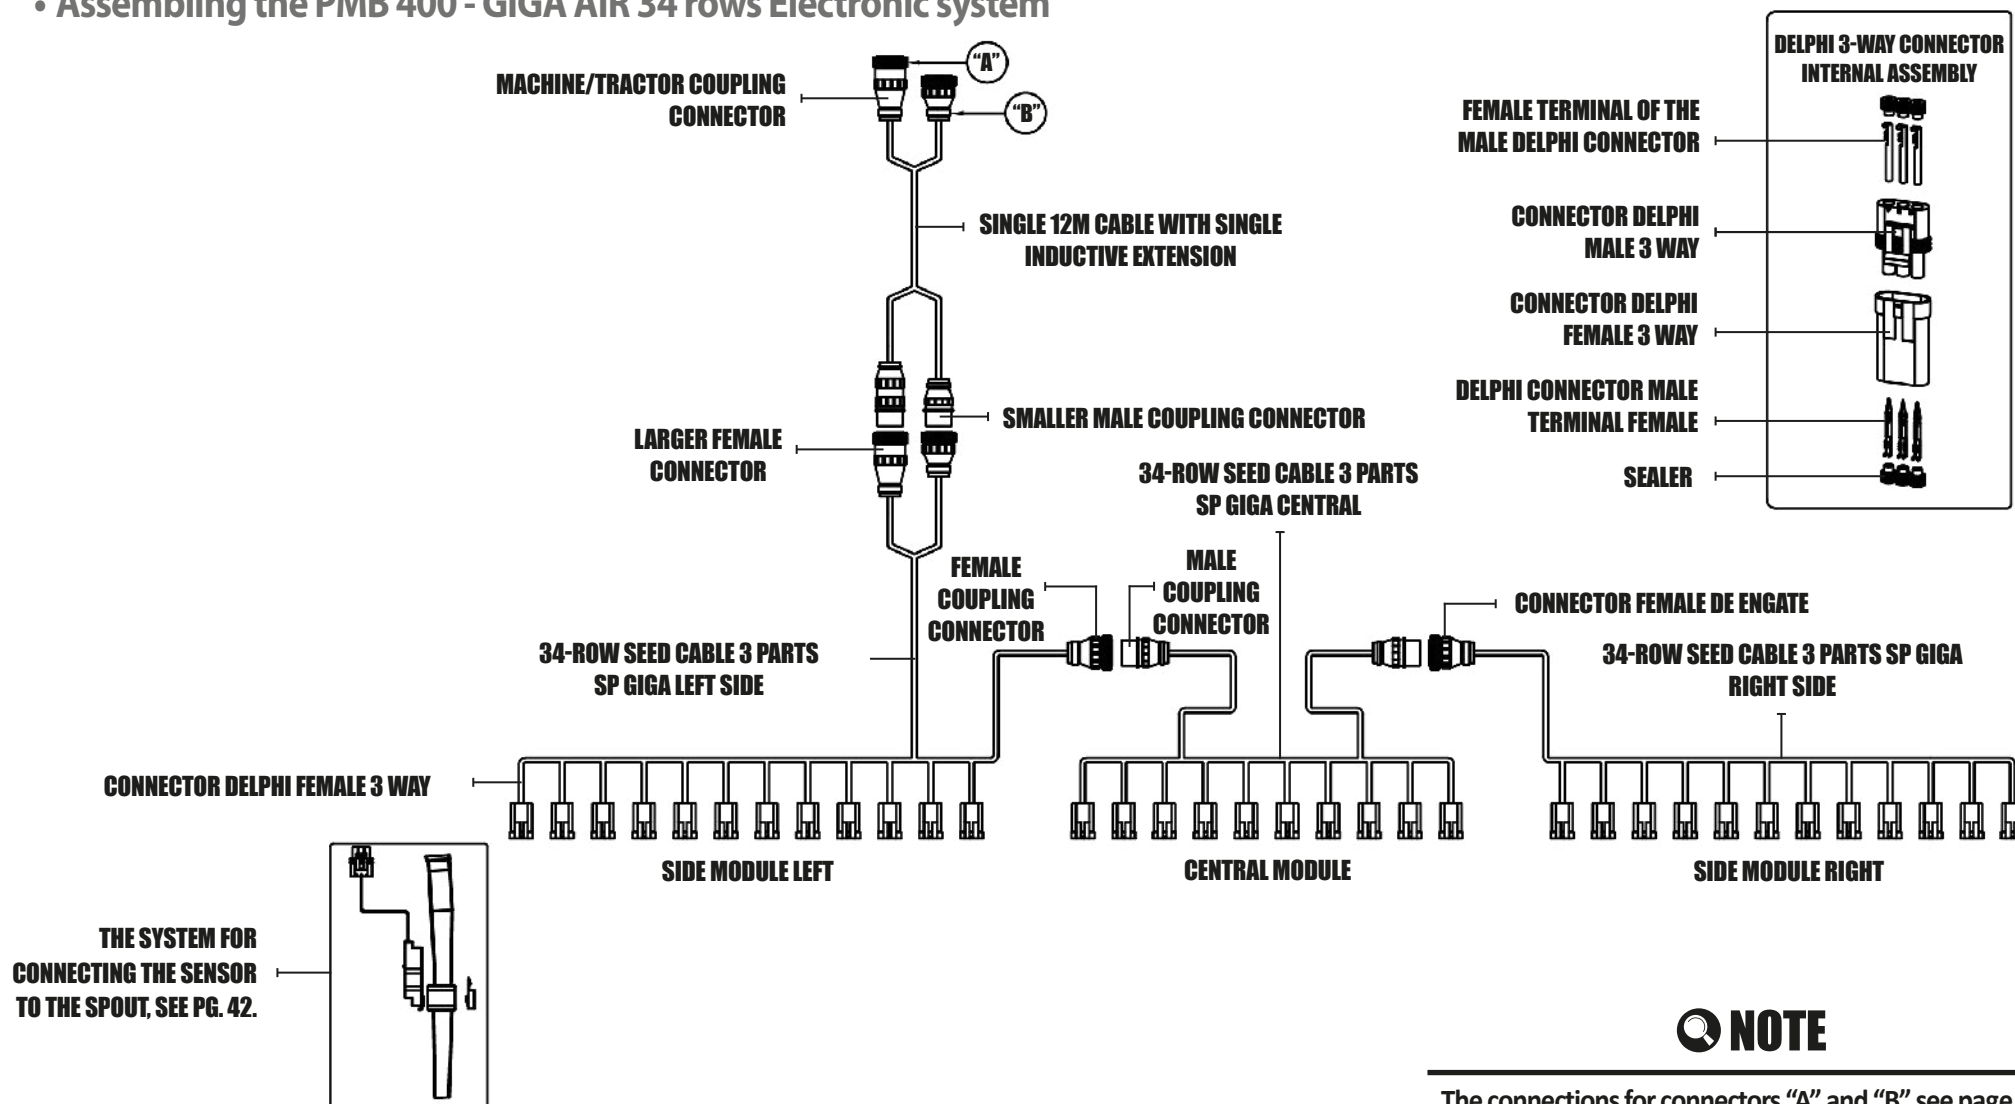 • Assembling the PMB 400 - GIGA AIR 34 rows Electronic system
MACHINE/TRACTOR COUPLING
CONNECTOR
"A"
"B"
SINGLE 12M CABLE WITH SINGLE
INDUCTIVE EXTENSION
LARGER FEMALE
CONNECTOR
SMALLER MALE COUPLING CONNECTOR
34-ROW SEED CABLE 3 PARTS
SP GIGA CENTRAL
DELPHI 3-WAY CONNECTOR
INTERNAL ASSEMBLY
FEMALE TERMINAL OF THE
MALE DELPHI CONNECTOR
CONNECTOR DELPHI
MALE 3 WAY
CONNECTOR DELPHI
FEMALE 3 WAY
DELPHI CONNECTOR MALE
TERMINAL FEMALE
SEALER
FEMALE
COUPLING
CONNECTOR
MALE
COUPLING
CONNECTOR
CONNECTOR FEMALE DE ENGATE
34-ROW SEED CABLE 3 PARTS
SP GIGA LEFT SIDE
34-ROW SEED CABLE 3 PARTS SP GIGA
RIGHT SIDE
CONNECTOR DELPHI FEMALE 3 WAY
SIDE MODULE LEFT
CENTRAL MODULE
SIDE MODULE RIGHT
THE SYSTEM FOR
CONNECTING THE SENSOR
TO THE SPOUT, SEE PG. 42.
NOTE
The connections for connectors "A" and "B" see page